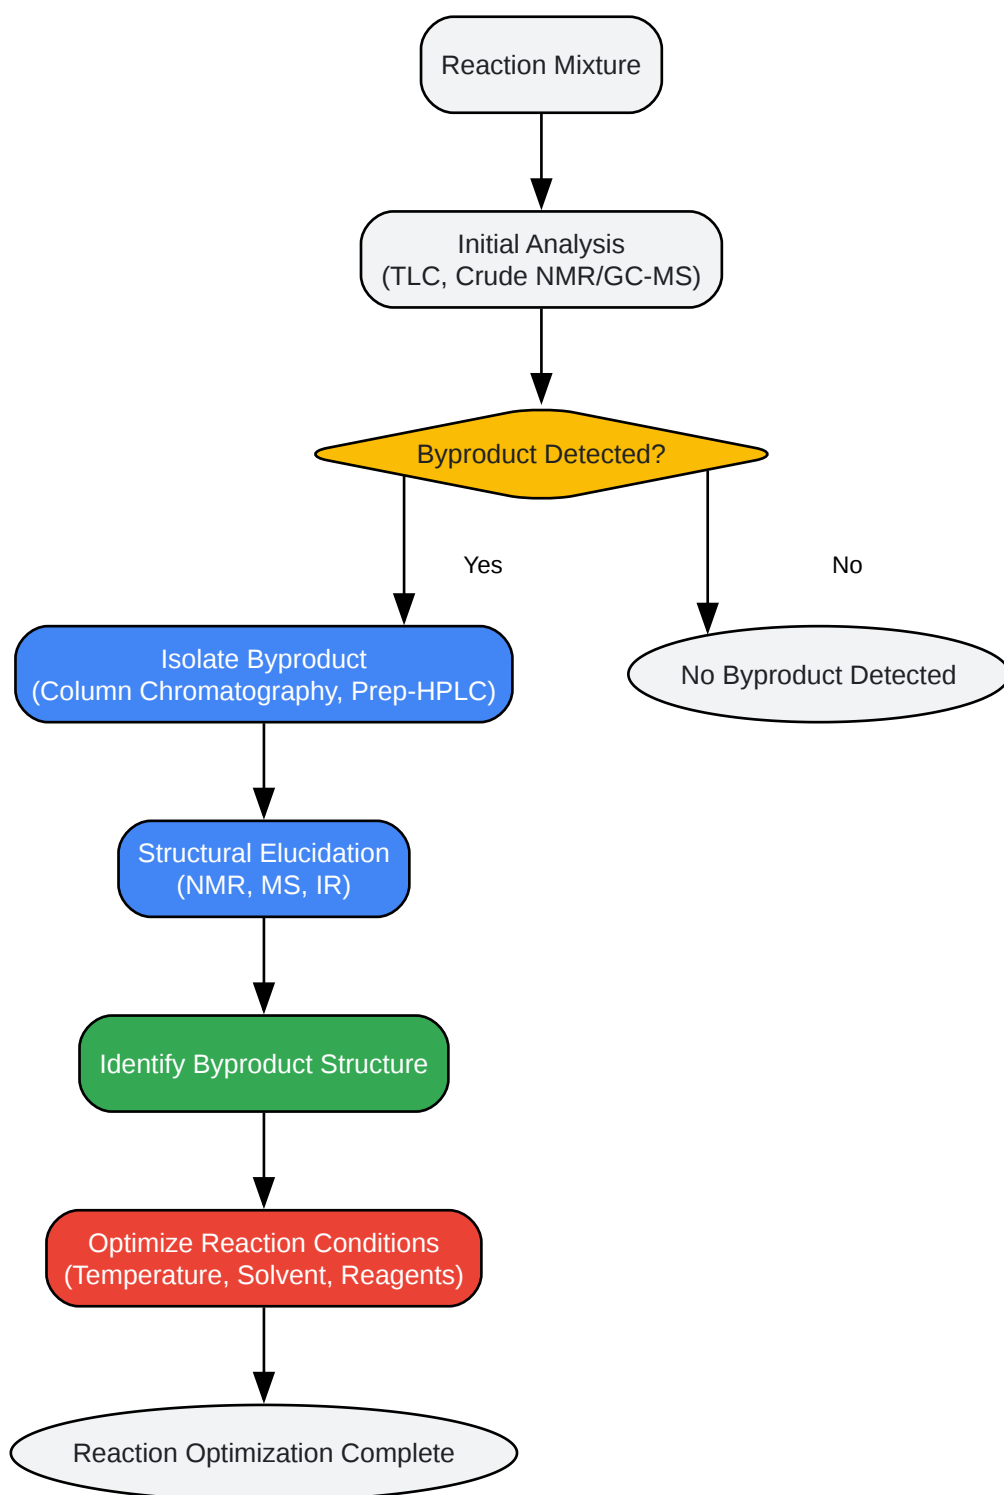 Reaction Mixture
Initial Analysis
(TLC, Crude NMR/GC-MS)
Byproduct Detected?
Yes
No
Isolate Byproduct
(Column Chromatography, Prep-HPLC)
No Byproduct Detected
Structural Elucidation
(NMR, MS, IR)
Identify Byproduct Structure
Optimize Reaction Conditions
(Temperature, Solvent, Reagents)
Reaction Optimization Complete